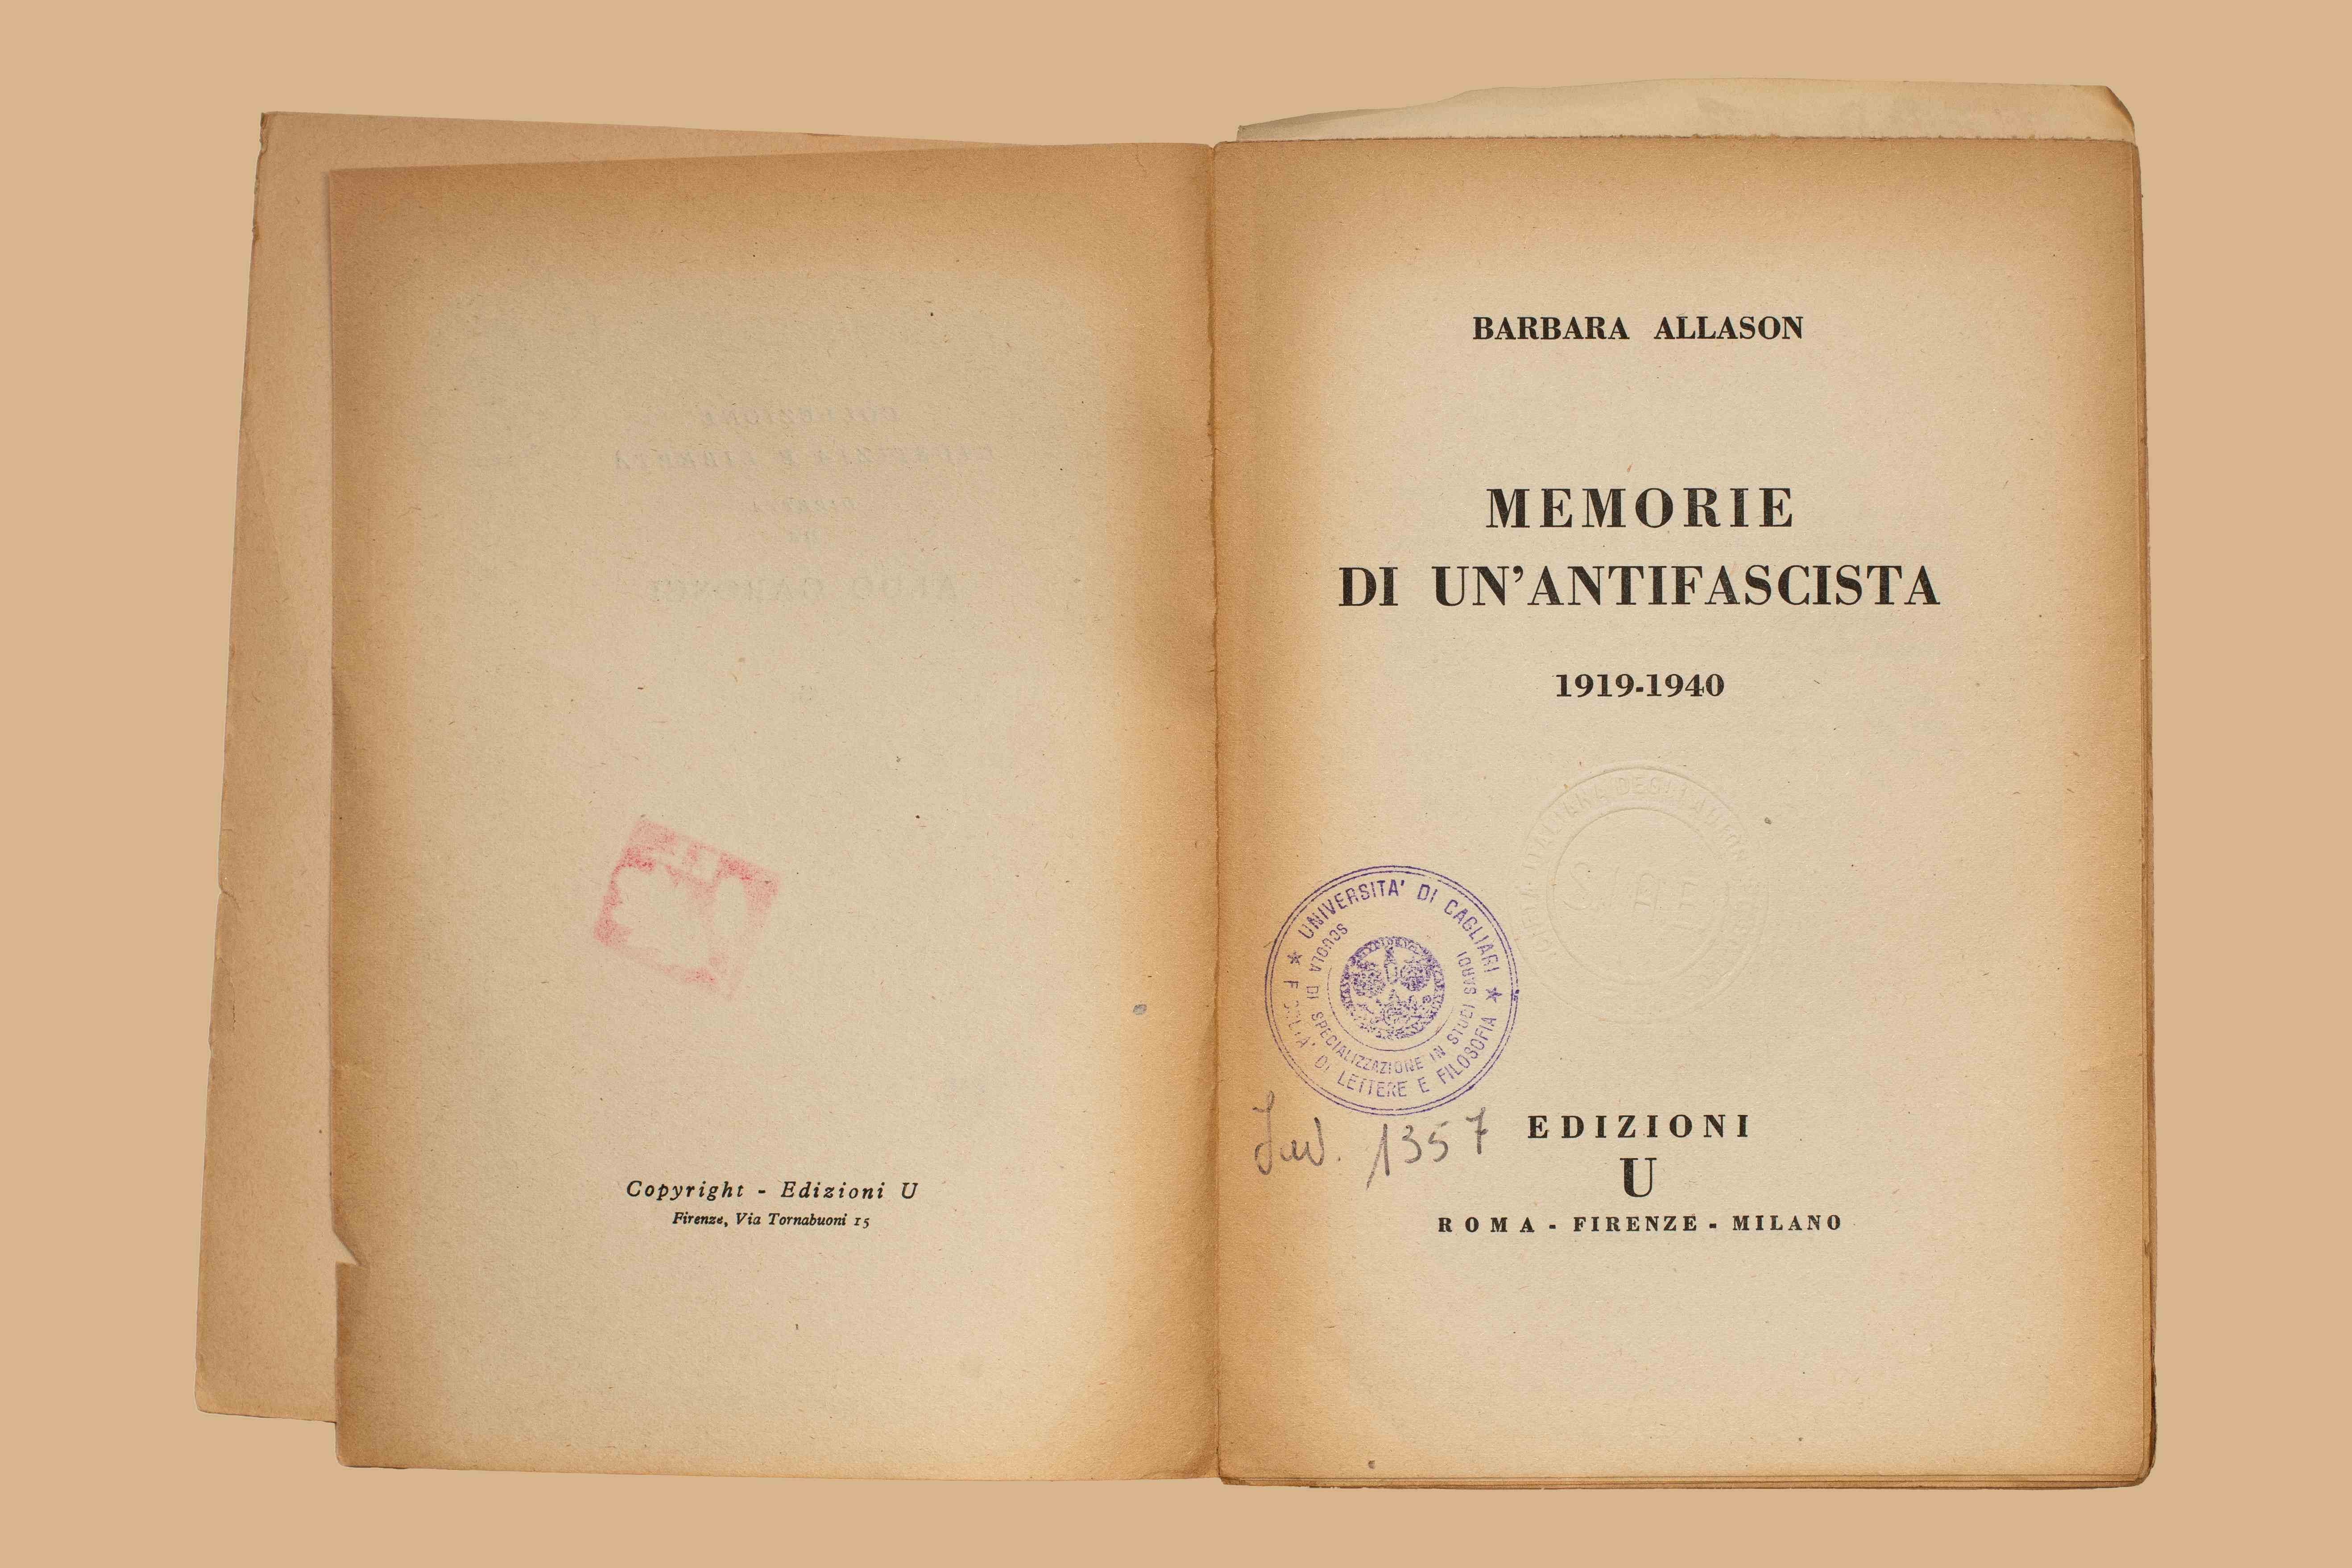 Copyright - Edizioni U
Firenze, Via Tornabuoni 15
BARBARA ALLASON
MEMORIE
DI UN'ANTIFASCISTA
1919-1940
UNIVERSITA' DI CAGLIARI
DI LETTERE E FILOSOFIA
SCUOLA DI SPECIALIZZAZIONE IN STUDI SARDI
Inv. 1357
EDIZIONI
U
ROMA - FIRENZE - MILANO